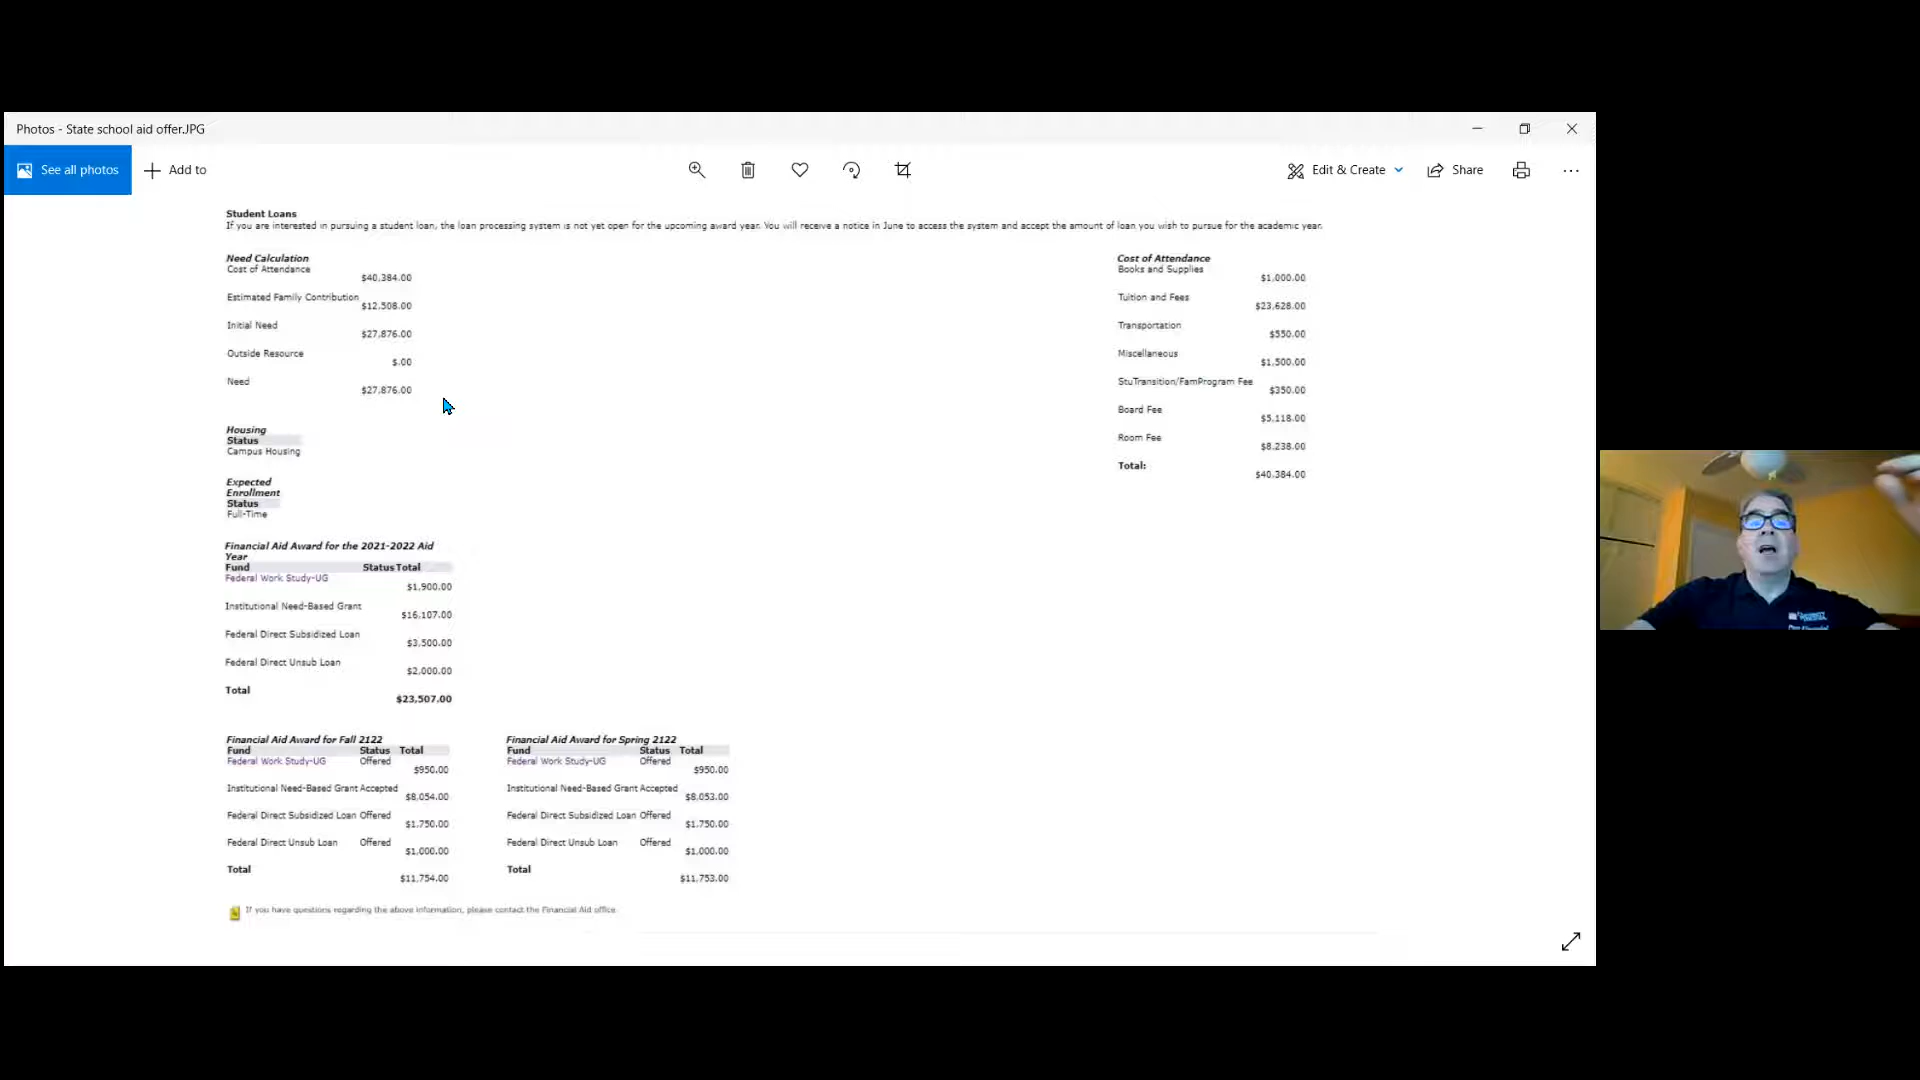 Photos - State school aid offer.JPG
See all photos
Add to
Edit & Create
Share
Student Loans
If you are interested in pursuing a student loan, the loan processing system is not yet open for the upcoming award year. You will receive a notice in June to access the system and accept the amount of loan you wish to pursue for the academic year.
Need Calculation
Cost of Attendance
$40,384.00
Estimated Family Contribution
$12,508.00
Initial Need
$27,876.00
Outside Resource
$.00
Need
$27,876.00
Cost of Attendance
Books and Supplies
$1,000.00
Tuition and Fees
$23,628.00
Transportation
$550.00
Miscellaneous
$1,500.00
StuTransition/FamProgram Fee
$350.00
Board Fee
$5,118.00
Room Fee
$8,238.00
Total:
$40,384.00
Housing
Status
Campus Housing
Expected
Enrollment
Status
Full-Time
Financial Aid Award for the 2021-2022 Aid
Year
Fund Status Total
Federal Work Study-UG
$1,900.00
Institutional Need-Based Grant
$16,107.00
Federal Direct Subsidized Loan
$3,500.00
Federal Direct Unsub Loan
$2,000.00
Total
$23,507.00
Financial Aid Award for Fall 2122
Fund Status Total
Federal Work Study-UG Offered
$950.00
Institutional Need-Based Grant Accepted
$8,054.00
Federal Direct Subsidized Loan Offered
$1,750.00
Federal Direct Unsub Loan Offered
$1,000.00
Total
$11,754.00
Financial Aid Award for Spring 2122
Fund Status Total
Federal Work Study-UG Offered
$950.00
Institutional Need-Based Grant Accepted
$8,053.00
Federal Direct Subsidized Loan Offered
$1,750.00
Federal Direct Unsub Loan Offered
$1,000.00
Total
$11,753.00
If you have questions regarding the above information, please contact the Financial Aid office.